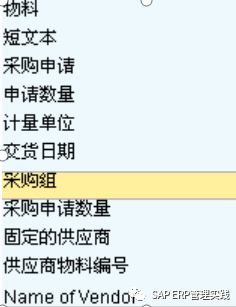 物料
短文本
采购申请
申请数量
计量单位
交货日期
采购组
采购申请数量
固定的供应商
供应商物料编号
Name of Vendor
SAP ERP管理实践